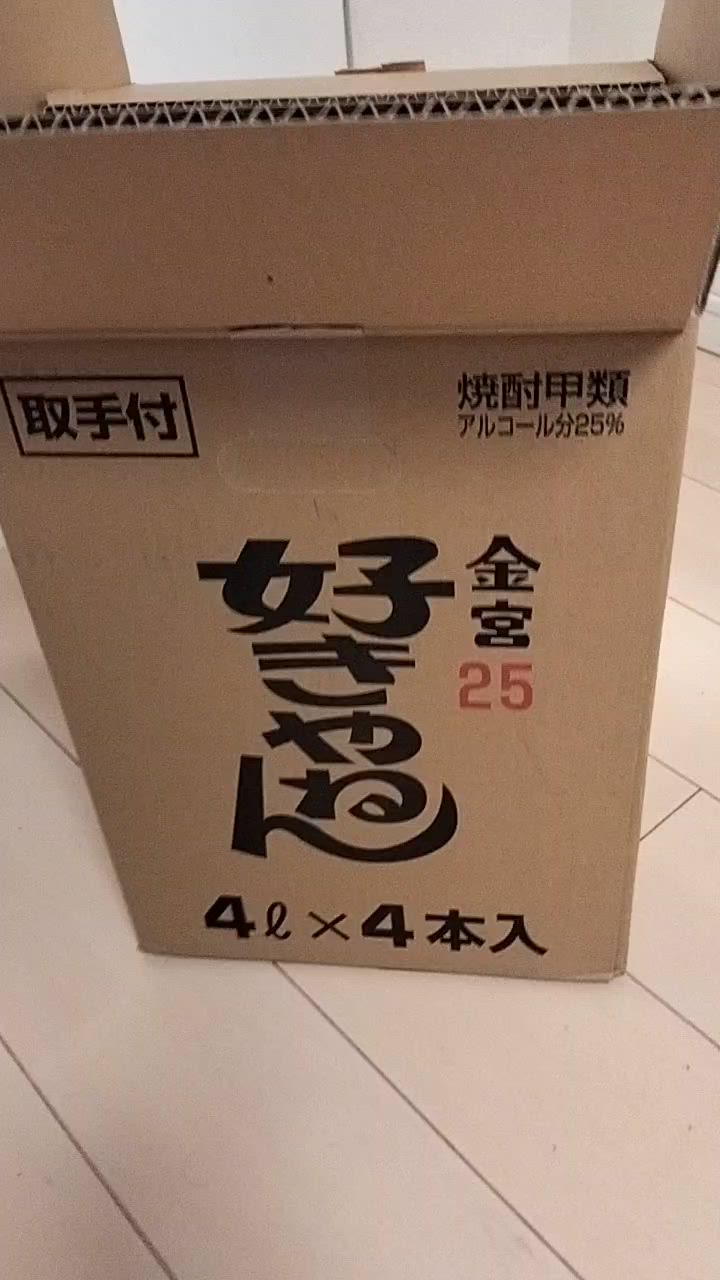 取手付
焼酎甲類
アルコール分25%
金宮
25
好きやねん
4ℓ×4本入